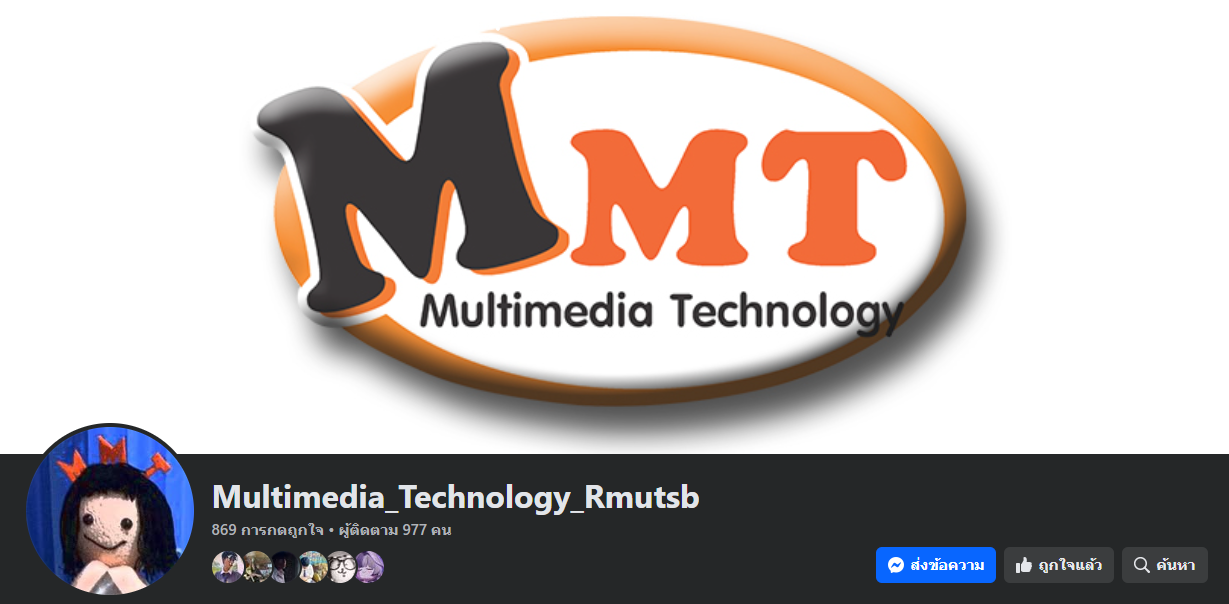 MMT
Multimedia Technology
Multimedia_Technology_Rmutsb
869 การกดถูกใจ • ผู้ติดตาม 977 คน
ส่งข้อความ
ถูกใจแล้ว
ค้นหา